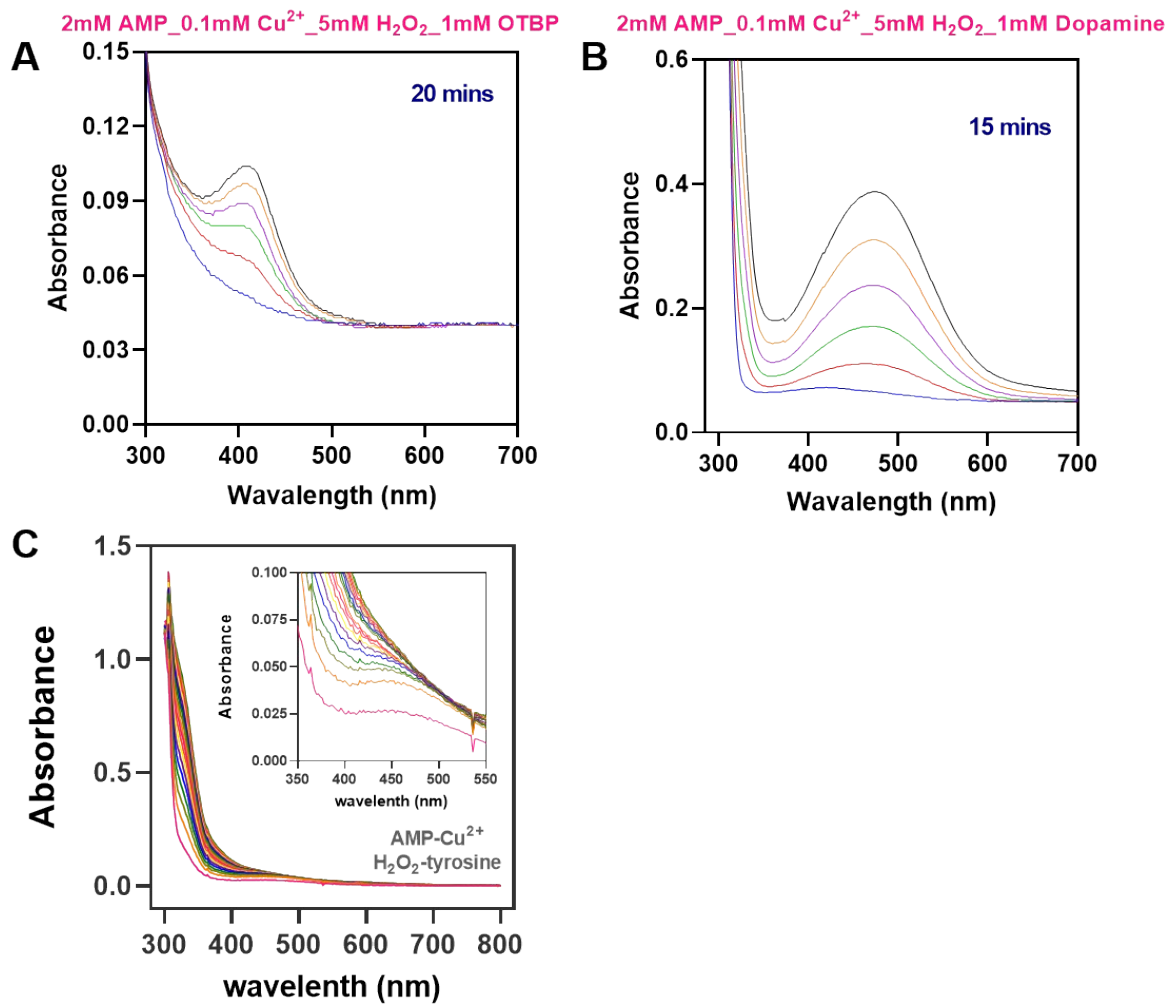 2mM AMP_0.1mM Cu²⁺_5mM H₂O₂_1mM OTBP
A
20 mins
0.15
0.12
0.09
0.06
0.03
0.00
Absorbance
300 400 500 600 700
Wavelength (nm)
2mM AMP_0.1mM Cu²⁺_5mM H₂O₂_1mM Dopamine
B
15 mins
0.6
0.4
0.2
0.0
Absorbance
300 400 500 600 700
Wavelength (nm)
C
1.5
1.0
0.5
0.0
Absorbance
0.100
0.075
0.050
0.025
0.000
Absorbance
350 400 450 500 550
wavelenth (nm)
AMP-Cu²⁺
H₂O₂-tyrosine
300 400 500 600 700 800
wavelenth (nm)